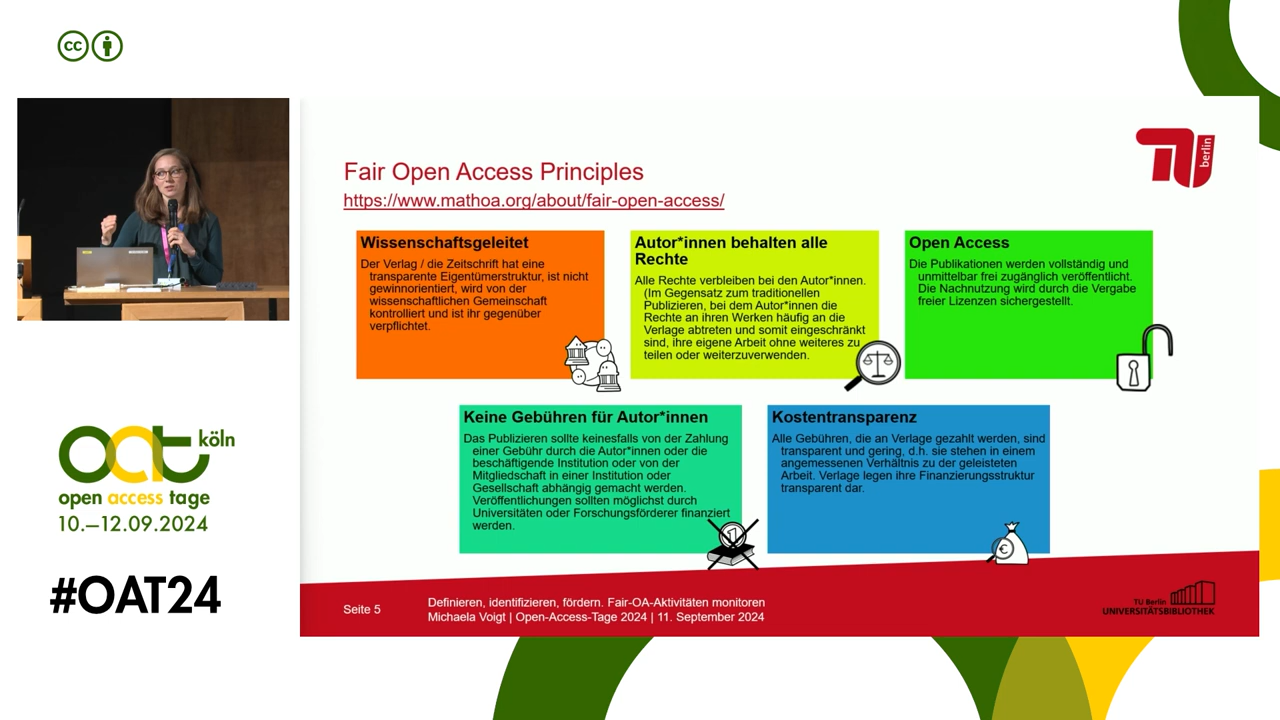 cc
Fair Open Access Principles
https://www.mathoa.org/about/fair-open-access/
TU berlin
Wissenschaftsgeleitet
Der Verlag / die Zeitschrift hat eine
transparente Eigentümerstruktur, ist nicht
gewinnorientiert, wird von der
wissenschaftlichen Gemeinschaft
kontrolliert und ist ihr gegenüber
verpflichtet.
Autor*innen behalten alle
Rechte
Alle Rechte verbleiben bei den Autor*innen.
(Im Gegensatz zum traditionellen
Publizieren, bei dem Autor*innen die
Rechte an ihren Werken häufig an die
Verlage abtreten und somit eingeschränkt
sind, ihre eigene Arbeit ohne weiteres zu
teilen oder weiterzuverwenden.
Open Access
Die Publikationen werden vollständig und
unmittelbar frei zugänglich veröffentlicht.
Die Nachnutzung wird durch die Vergabe
freier Lizenzen sichergestellt.
Keine Gebühren für Autor*innen
Das Publizieren sollte keinesfalls von der Zahlung
einer Gebühr durch die Autor*innen oder die
beschäftigende Institution oder von der
Mitgliedschaft in einer Institution oder
Gesellschaft abhängig gemacht werden.
Veröffentlichungen sollten möglichst durch
Universitäten oder Forschungsförderer finanziert
werden.
1
Kostentransparenz
Alle Gebühren, die an Verlage gezahlt werden, sind
transparent und gering, d.h. sie stehen in einem
angemessenen Verhältnis zu der geleisteten
Arbeit. Verlage legen ihre Finanzierungsstruktur
transparent dar.
€
oat köln
open access tage
10.–12.09.2024
#OAT24
Seite 5
Definieren, identifizieren, fördern. Fair-OA-Aktivitäten monitoren
Michaela Voigt | Open-Access-Tage 2024 | 11. September 2024
TU Berlin
UNIVERSITÄTSBIBLIOTHEK